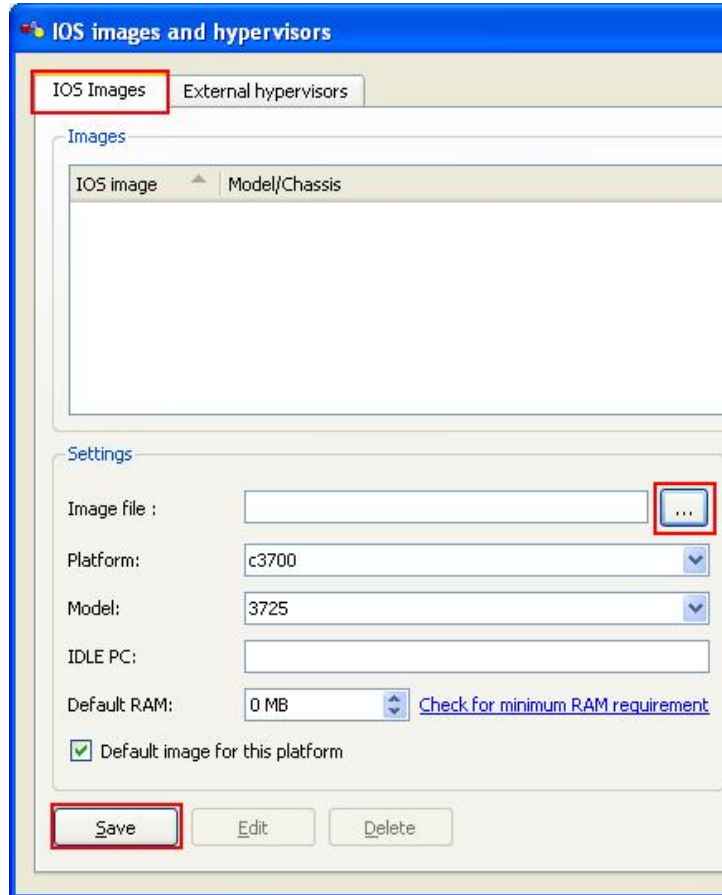 IOS images and hypervisors
IOS Images External hypervisors
Images
IOS image Model/Chassis
Settings
Image file :
...
Platform: c3700
Model: 3725
IDLE PC:
Default RAM: 0 MB Check for minimum RAM requirement
Default image for this platform
Save Edit Delete